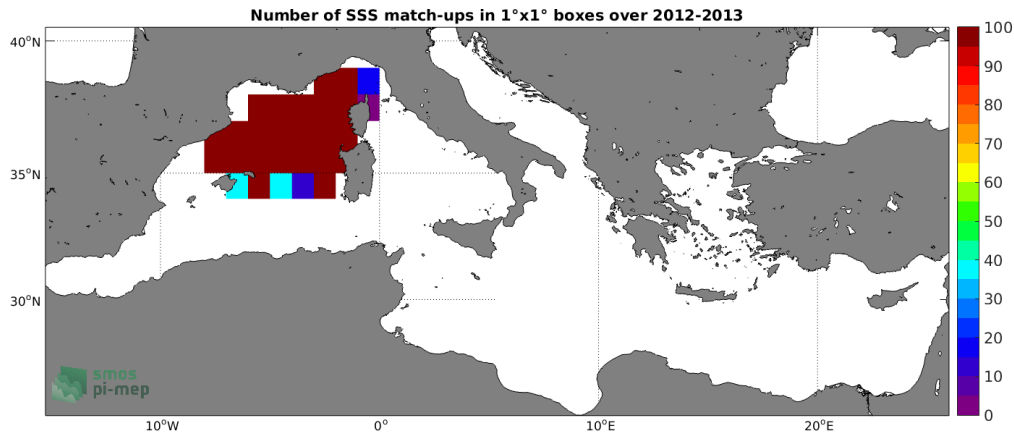 Number of SSS match-ups in 1°x1° boxes over 2012-2013
40°N
35°N
30°N
10°W
0°
10°E
20°E
100
90
80
70
60
50
40
30
20
10
0
smos
pi-mep